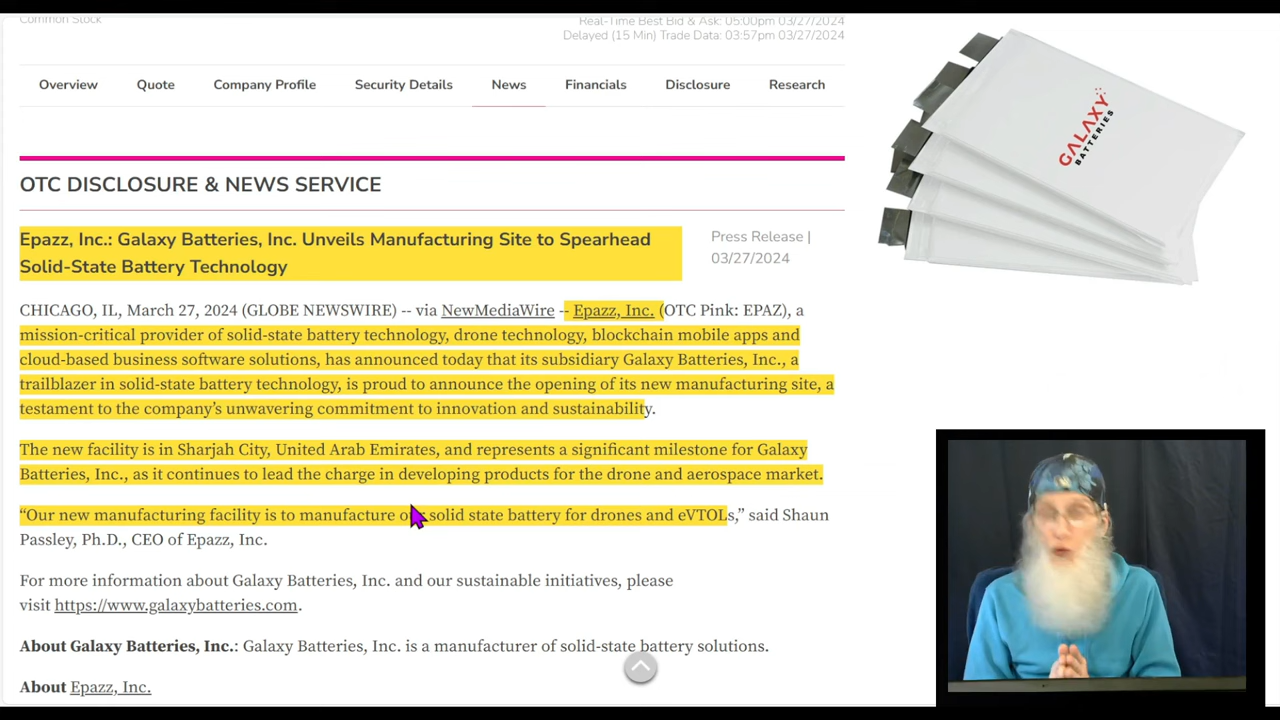 Common Stock
Real-Time Best Bid & Ask: 05:00pm 03/27/2024
Delayed (15 Min) Trade Data: 03:57pm 03/27/2024
Overview Quote Company Profile Security Details News Financials Disclosure Research
OTC DISCLOSURE & NEWS SERVICE
Epazz, Inc.: Galaxy Batteries, Inc. Unveils Manufacturing Site to Spearhead
Solid-State Battery Technology
Press Release |
03/27/2024
CHICAGO, IL, March 27, 2024 (GLOBE NEWSWIRE) -- via NewMediaWire -- Epazz, Inc. (OTC Pink: EPAZ), a
mission-critical provider of solid-state battery technology, drone technology, blockchain mobile apps and
cloud-based business software solutions, has announced today that its subsidiary Galaxy Batteries, Inc., a
trailblazer in solid-state battery technology, is proud to announce the opening of its new manufacturing site, a
testament to the company’s unwavering commitment to innovation and sustainability.
The new facility is in Sharjah City, United Arab Emirates, and represents a significant milestone for Galaxy
Batteries, Inc., as it continues to lead the charge in developing products for the drone and aerospace market.
“Our new manufacturing facility is to manufacture our solid state battery for drones and eVTOLs,” said Shaun
Passley, Ph.D., CEO of Epazz, Inc.
For more information about Galaxy Batteries, Inc. and our sustainable initiatives, please
visit https://www.galaxybatteries.com.
About Galaxy Batteries, Inc.: Galaxy Batteries, Inc. is a manufacturer of solid-state battery solutions.
About Epazz, Inc.
GALAXY
BATTERIES